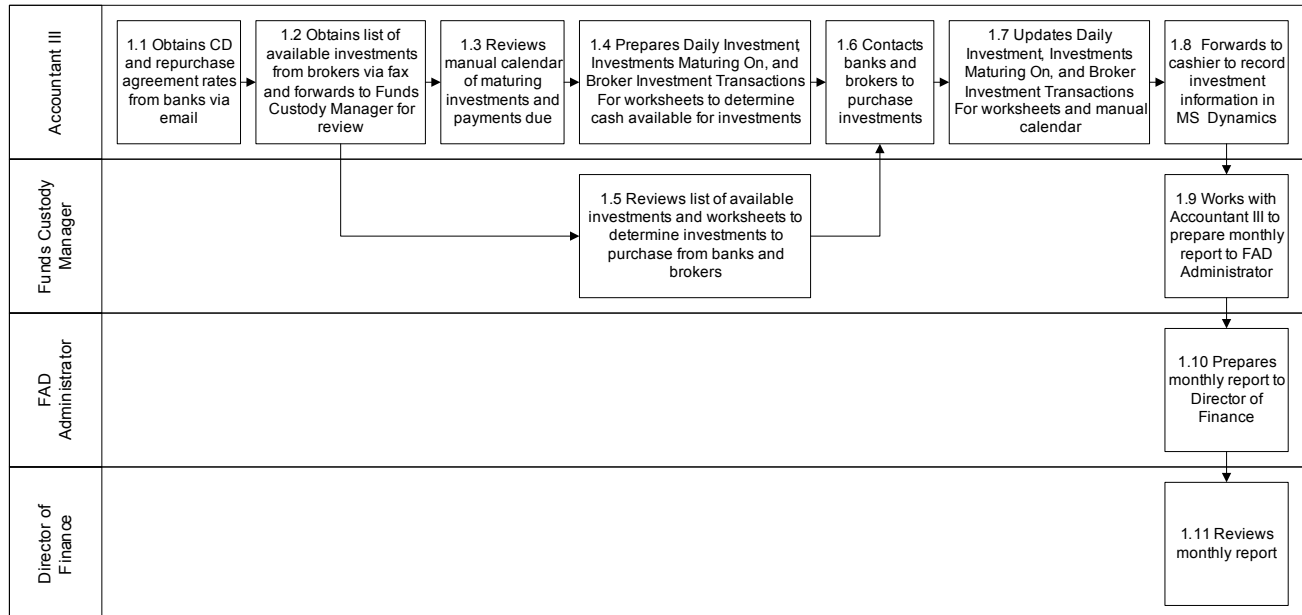 Accountant III
1.1 Obtains CD
and repurchase
agreement rates
from banks via
email
1.2 Obtains list of
available investments
from brokers via fax
and forwards to Funds
Custody Manager for
review
1.3 Reviews
manual calendar
of maturing
investments and
payments due
1.4 Prepares Daily Investment,
Investments Maturing On, and
Broker Investment Transactions
For worksheets to determine
cash available for investments
1.6 Contacts
banks and
brokers to
purchase
investments
1.7 Updates Daily
Investment, Investments
Maturing On, and Broker
Investment Transactions
For worksheets and manual
calendar
1.8 Forwards to
cashier to record
investment
information in
MS Dynamics
Funds Custody
Manager
1.5 Reviews list of available
investments and worksheets to
determine investments to
purchase from banks and
brokers
1.9 Works with
Accountant III to
prepare monthly
report to FAD
Administrator
FAD
Administrator
1.10 Prepares
monthly report to
Director of
Finance
Director of
Finance
1.11 Reviews
monthly report